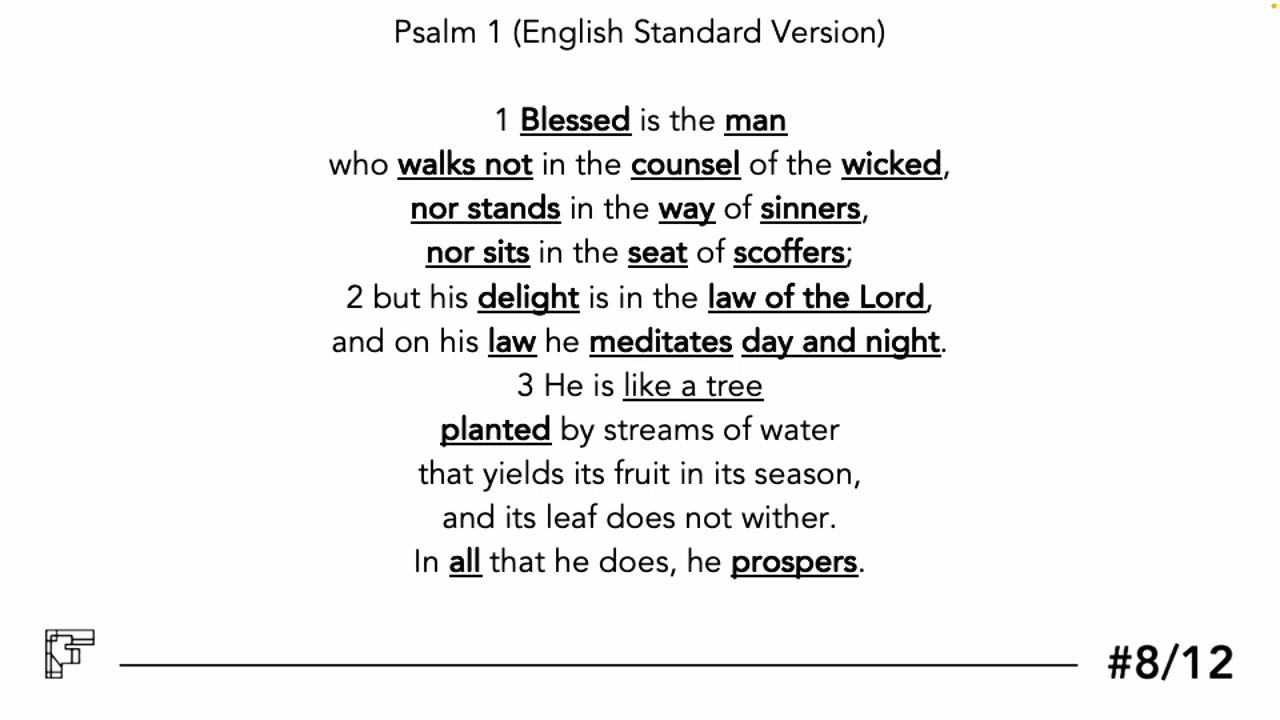 Psalm 1 (English Standard Version)
1 Blessed is the man
who walks not in the counsel of the wicked,
nor stands in the way of sinners,
nor sits in the seat of scoffers;
2 but his delight is in the law of the Lord,
and on his law he meditates day and night.
3 He is like a tree
planted by streams of water
that yields its fruit in its season,
and its leaf does not wither.
In all that he does, he prospers.
#8/12